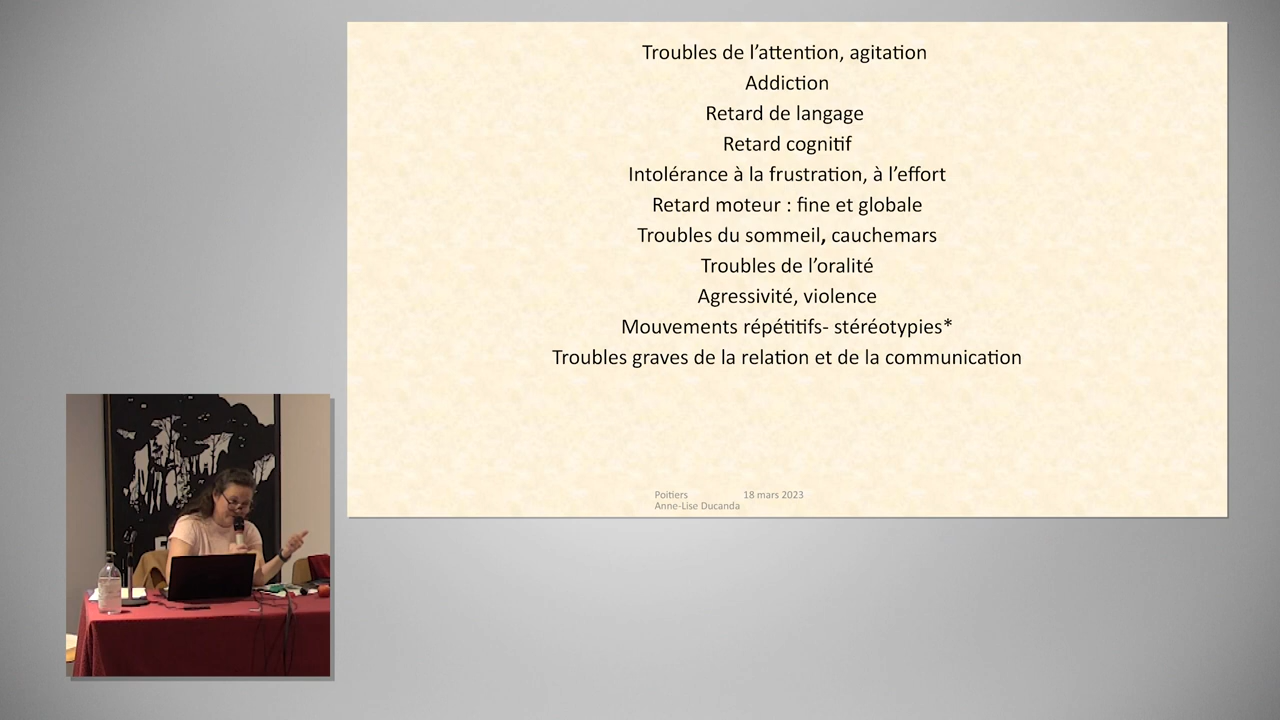 Troubles de l’attention, agitation
Addiction
Retard de langage
Retard cognitif
Intolérance à la frustration, à l’effort
Retard moteur : fine et globale
Troubles du sommeil, cauchemars
Troubles de l’oralité
Agressivité, violence
Mouvements répétitifs- stéréotypies*
Troubles graves de la relation et de la communication
Poitiers 18 mars 2023
Anne-Lise Ducanda